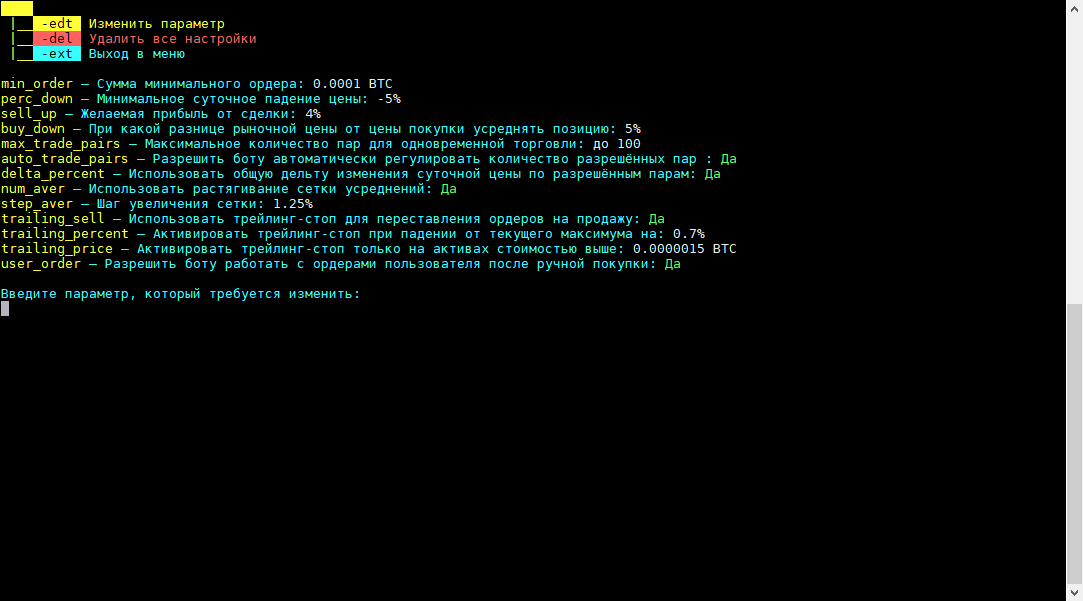 |__ -edt Изменить параметр
|__ -del Удалить все настройки
|__ -ext Выход в меню
min_order — Сумма минимального ордера: 0.0001 BTC
perc_down — Минимальное суточное падение цены: -5%
sell_up — Желаемая прибыль от сделки: 4%
buy_down — При какой разнице рыночной цены от цены покупки усреднять позицию: 5%
max_trade_pairs — Максимальное количество пар для одновременной торговли: до 100
auto_trade_pairs — Разрешить боту автоматически регулировать количество разрешённых пар : Да
delta_percent — Использовать общую дельту изменения суточной цены по разрешённым парам: Да
num_aver — Использовать растягивание сетки усреднений: Да
step_aver — Шаг увеличения сетки: 1.25%
trailing_sell — Использовать трейлинг-стоп для переставления ордеров на продажу: Да
trailing_percent — Активировать трейлинг-стоп при падении от текущего максимума на: 0.7%
trailing_price — Активировать трейлинг-стоп только на активах стоимостью выше: 0.0000015 BTC
user_order — Разрешить боту работать с ордерами пользователя после ручной покупки: Да
Введите параметр, который требуется изменить: